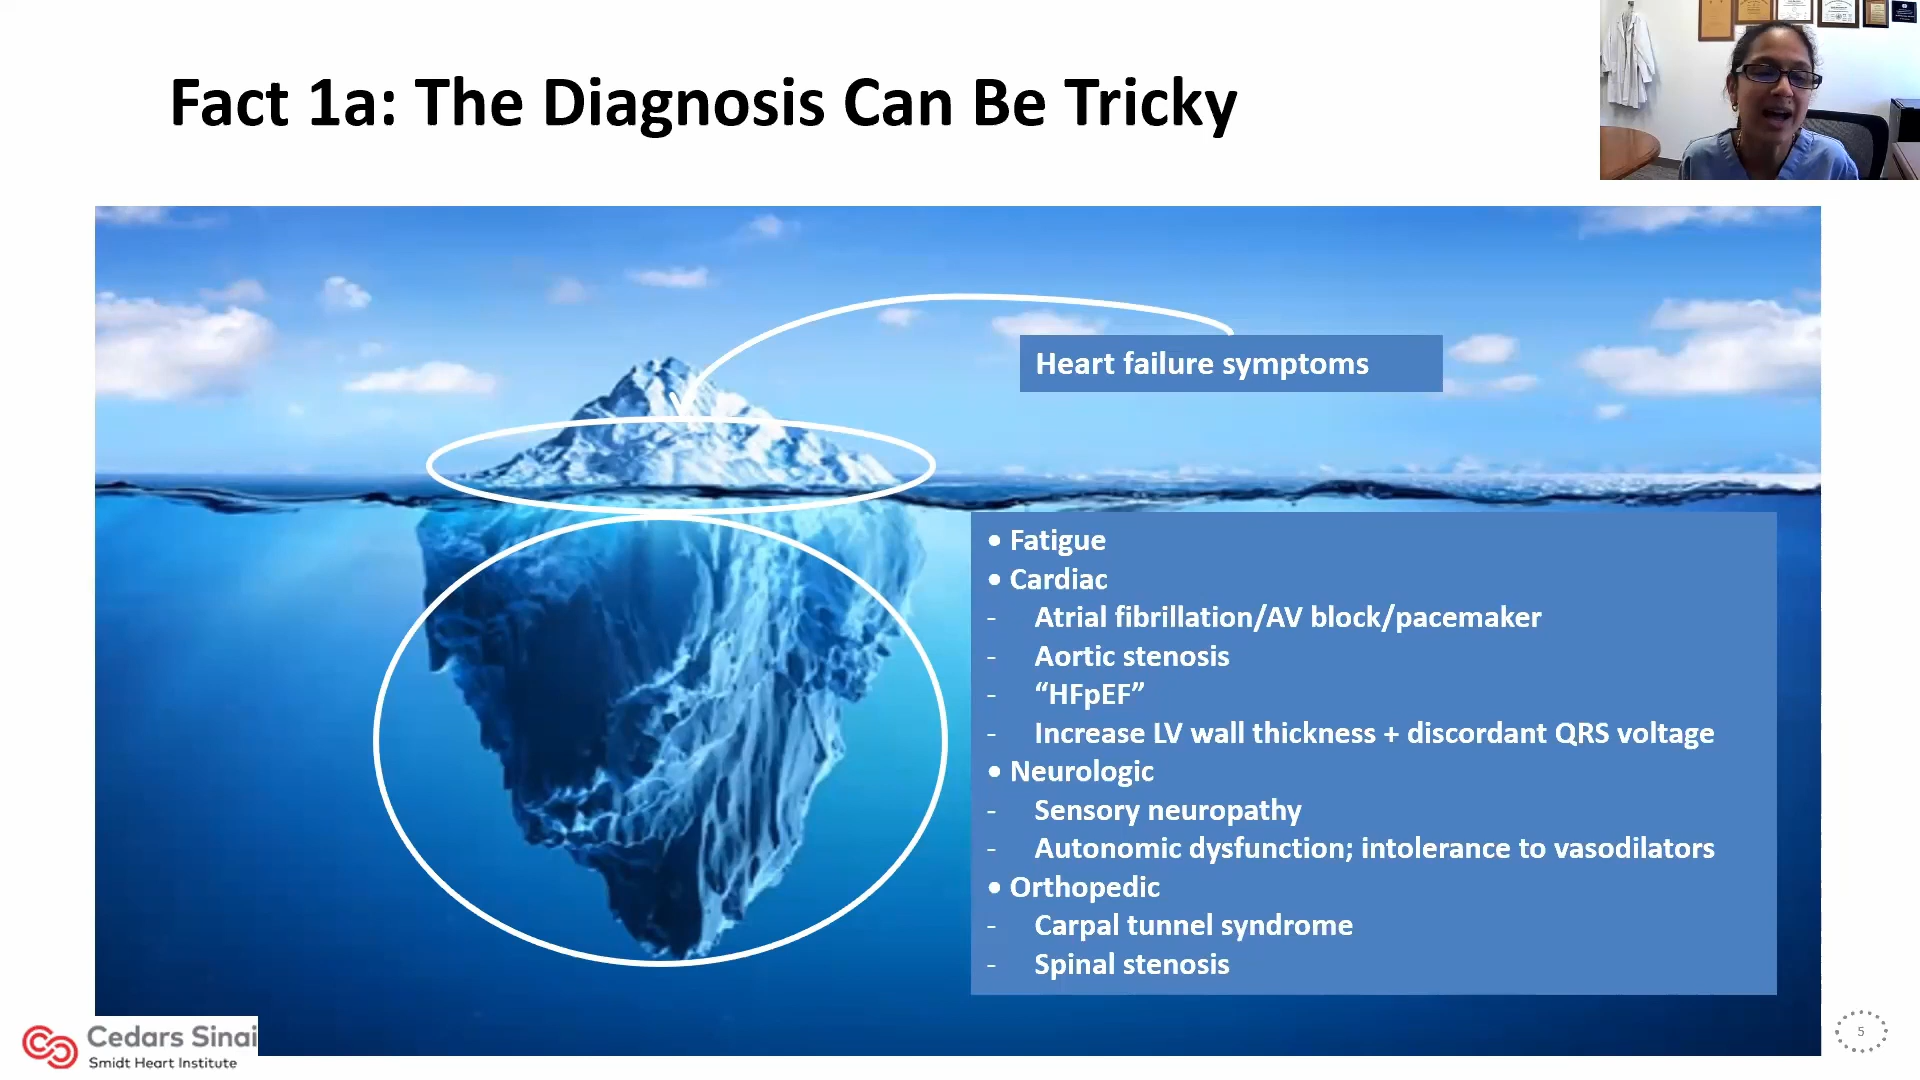 Fact 1a: The Diagnosis Can Be Tricky
Heart failure symptoms
• Fatigue
• Cardiac
- Atrial fibrillation/AV block/pacemaker
- Aortic stenosis
- “HFpEF”
- Increase LV wall thickness + discordant QRS voltage
• Neurologic
- Sensory neuropathy
- Autonomic dysfunction; intolerance to vasodilators
• Orthopedic
- Carpal tunnel syndrome
- Spinal stenosis
Cedars Sinai
Smidt Heart Institute
5